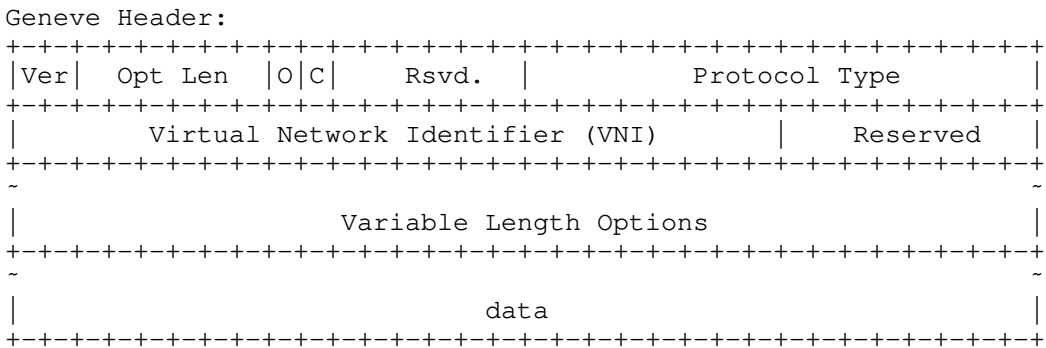 Geneve Header:
+-+-+-+-+-+-+-+-+-+-+-+-+-+-+-+-+-+-+-+-+-+-+-+-+-+-+-+-+-+-+-+-+
|Ver|  Opt Len  |O|C|    Rsvd.  |          Protocol Type        |
+-+-+-+-+-+-+-+-+-+-+-+-+-+-+-+-+-+-+-+-+-+-+-+-+-+-+-+-+-+-+-+-+
|        Virtual Network Identifier (VNI)       |    Reserved   |
+-+-+-+-+-+-+-+-+-+-+-+-+-+-+-+-+-+-+-+-+-+-+-+-+-+-+-+-+-+-+-+-+
~                                                               ~
|                    Variable Length Options                    |
+-+-+-+-+-+-+-+-+-+-+-+-+-+-+-+-+-+-+-+-+-+-+-+-+-+-+-+-+-+-+-+-+
~                                                               ~
|                             data                              |
+-+-+-+-+-+-+-+-+-+-+-+-+-+-+-+-+-+-+-+-+-+-+-+-+-+-+-+-+-+-+-+-+